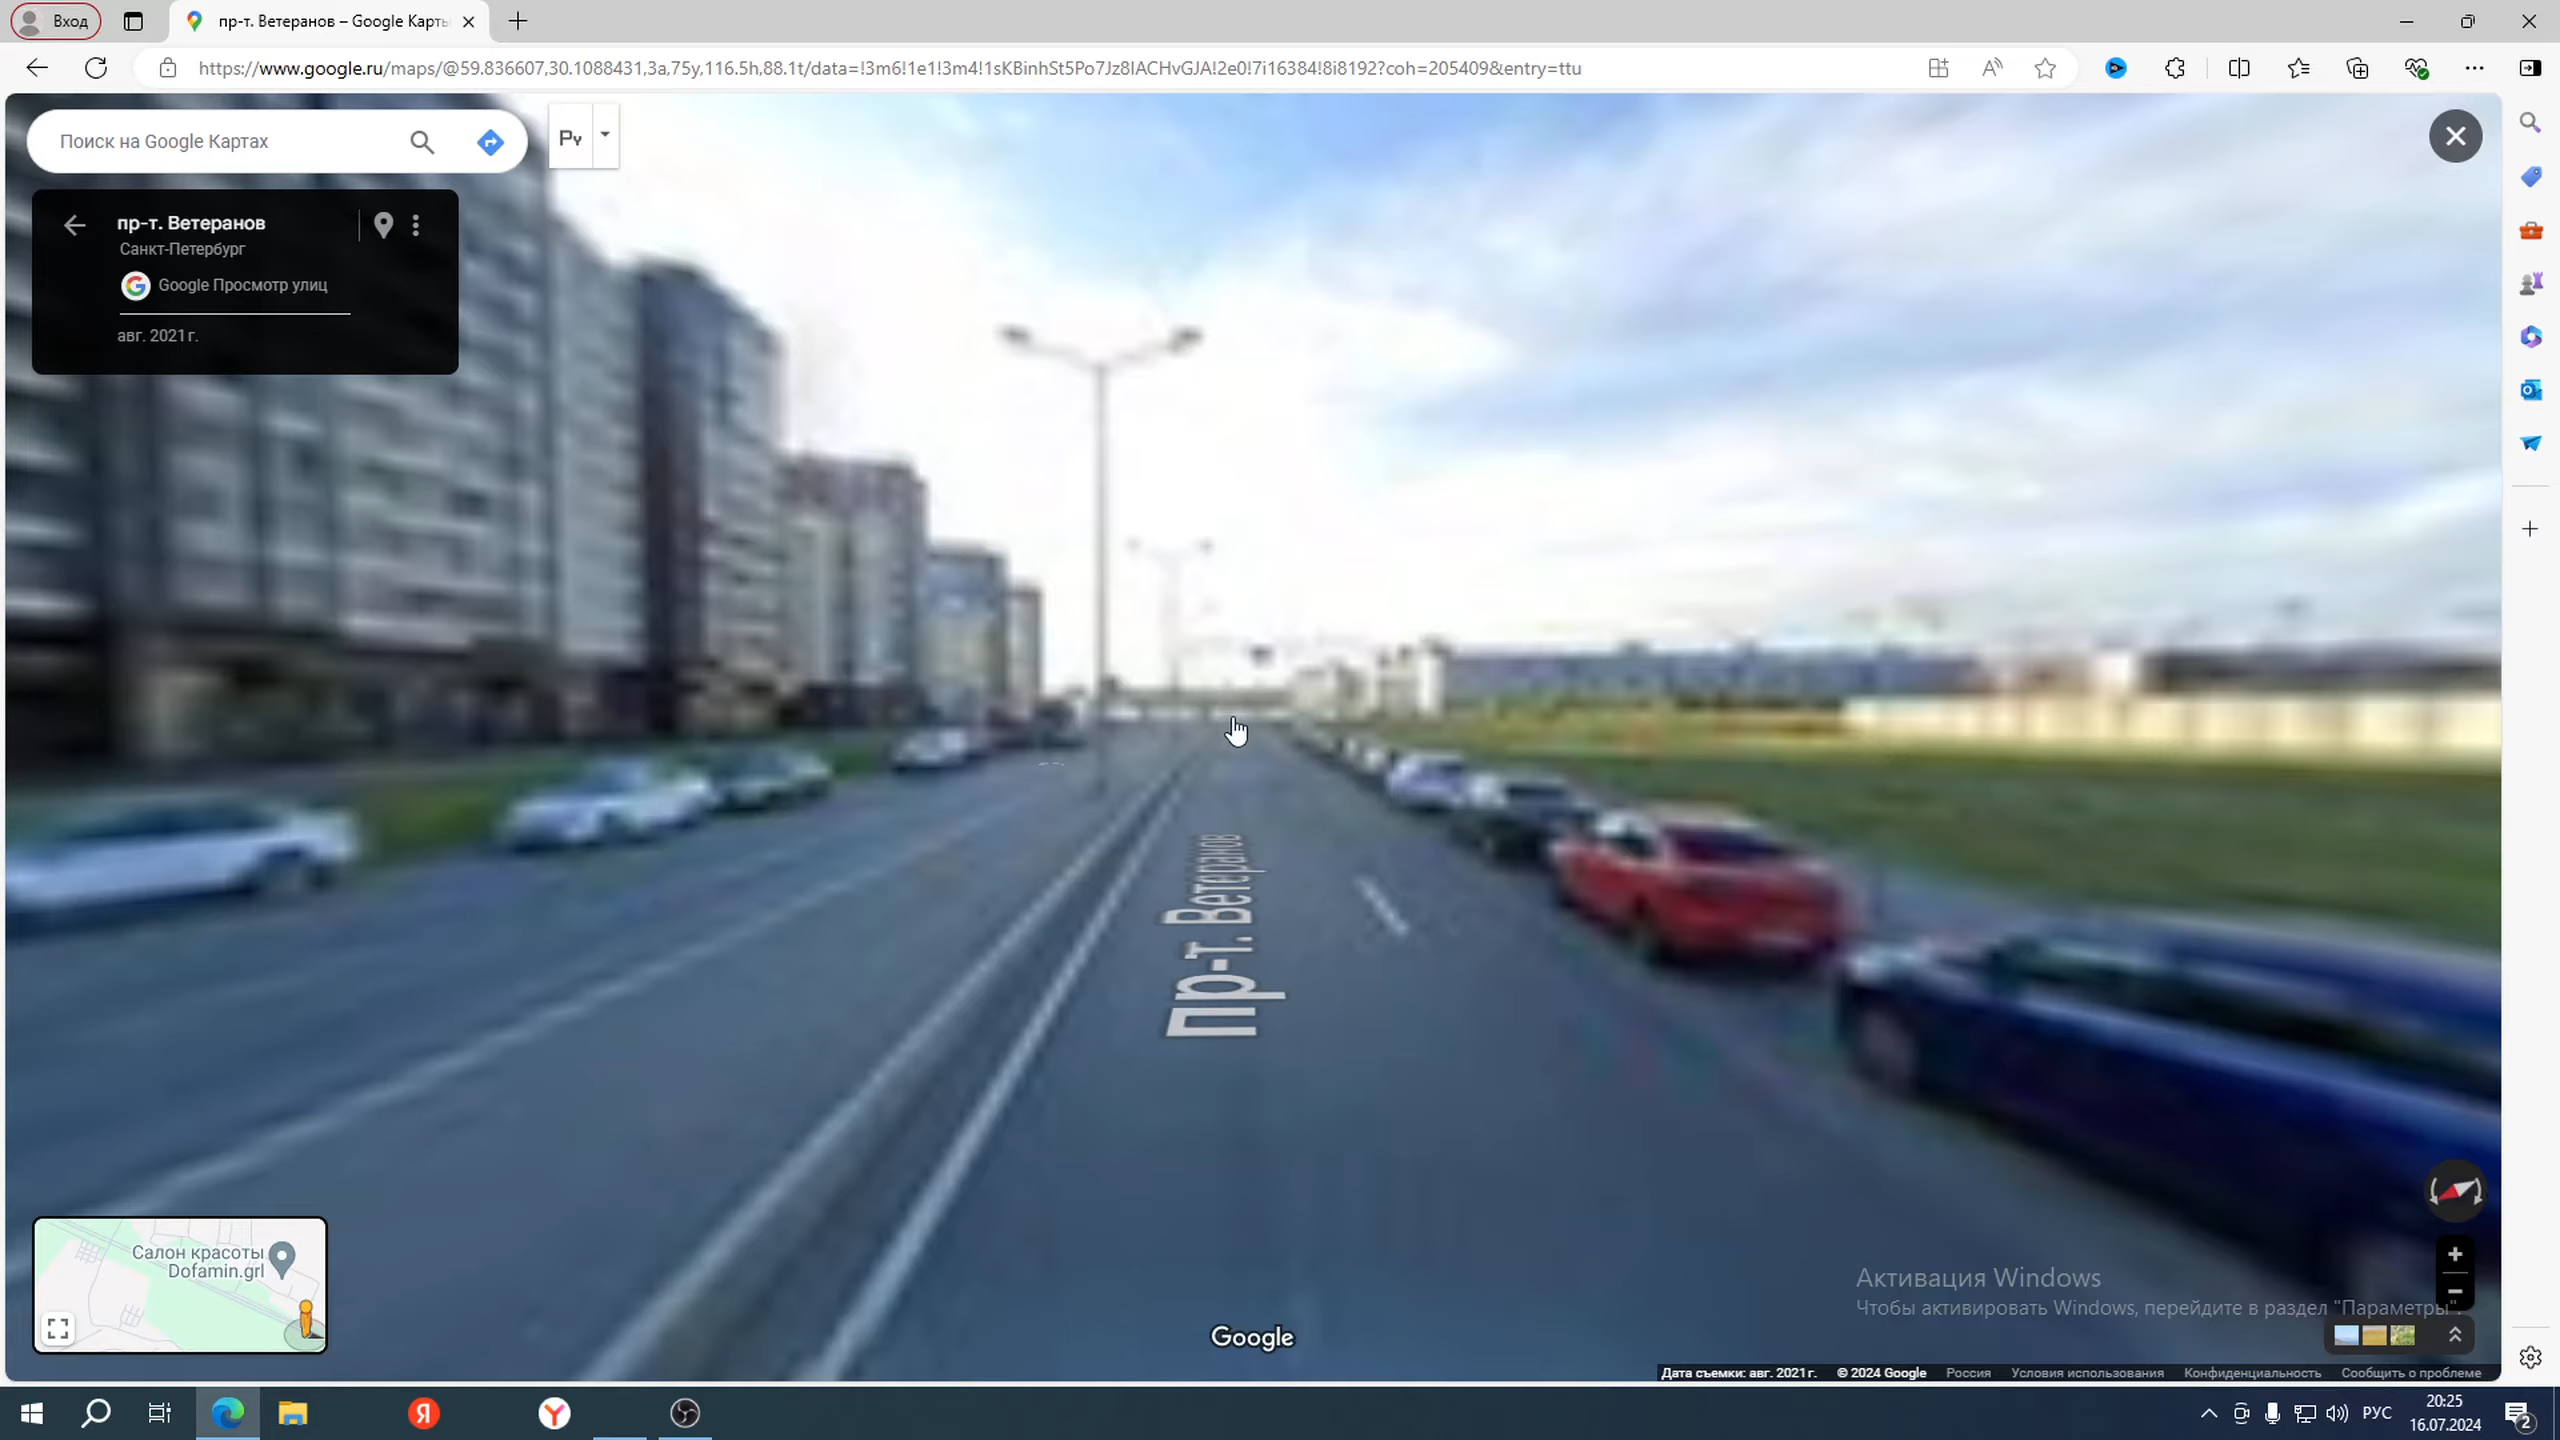 Вход
пр-т. Ветеранов – Google Карты
https://www.google.ru/maps/@59.836607,30.1088431,3a,75y,116.5h,88.1t/data=!3m6!1e1!3m4!1sKBinhSt5Po7Jz8IACHvGJA!2e0!7i16384!8i8192?coh=205409&entry=ttu
Поиск на Google Картах
Ру
пр-т. Ветеранов
Санкт-Петербург
Google Просмотр улиц
авг. 2021 г.
пр-т. Ветеранов
Салон красоты
Dofamin.grl
Активация Windows
Чтобы активировать Windows, перейдите в раздел "Параметры".
Google
Дата съемки: авг. 2021 г. © 2024 Google Россия Условия использования Конфиденциальность Сообщить о проблеме
РУС
20:25
16.07.2024
2